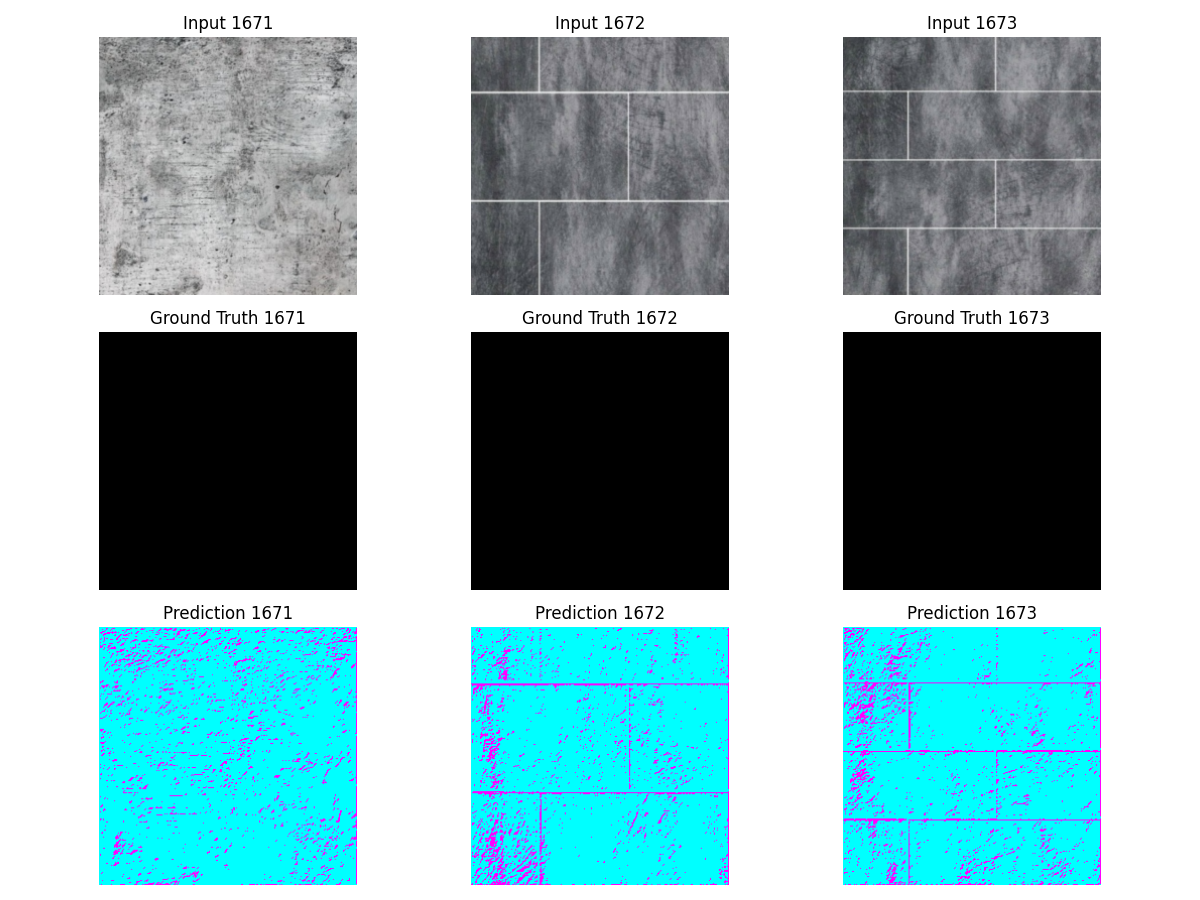 Input 1671
Input 1672
Input 1673
Ground Truth 1671
Ground Truth 1672
Ground Truth 1673
Prediction 1671
Prediction 1672
Prediction 1673